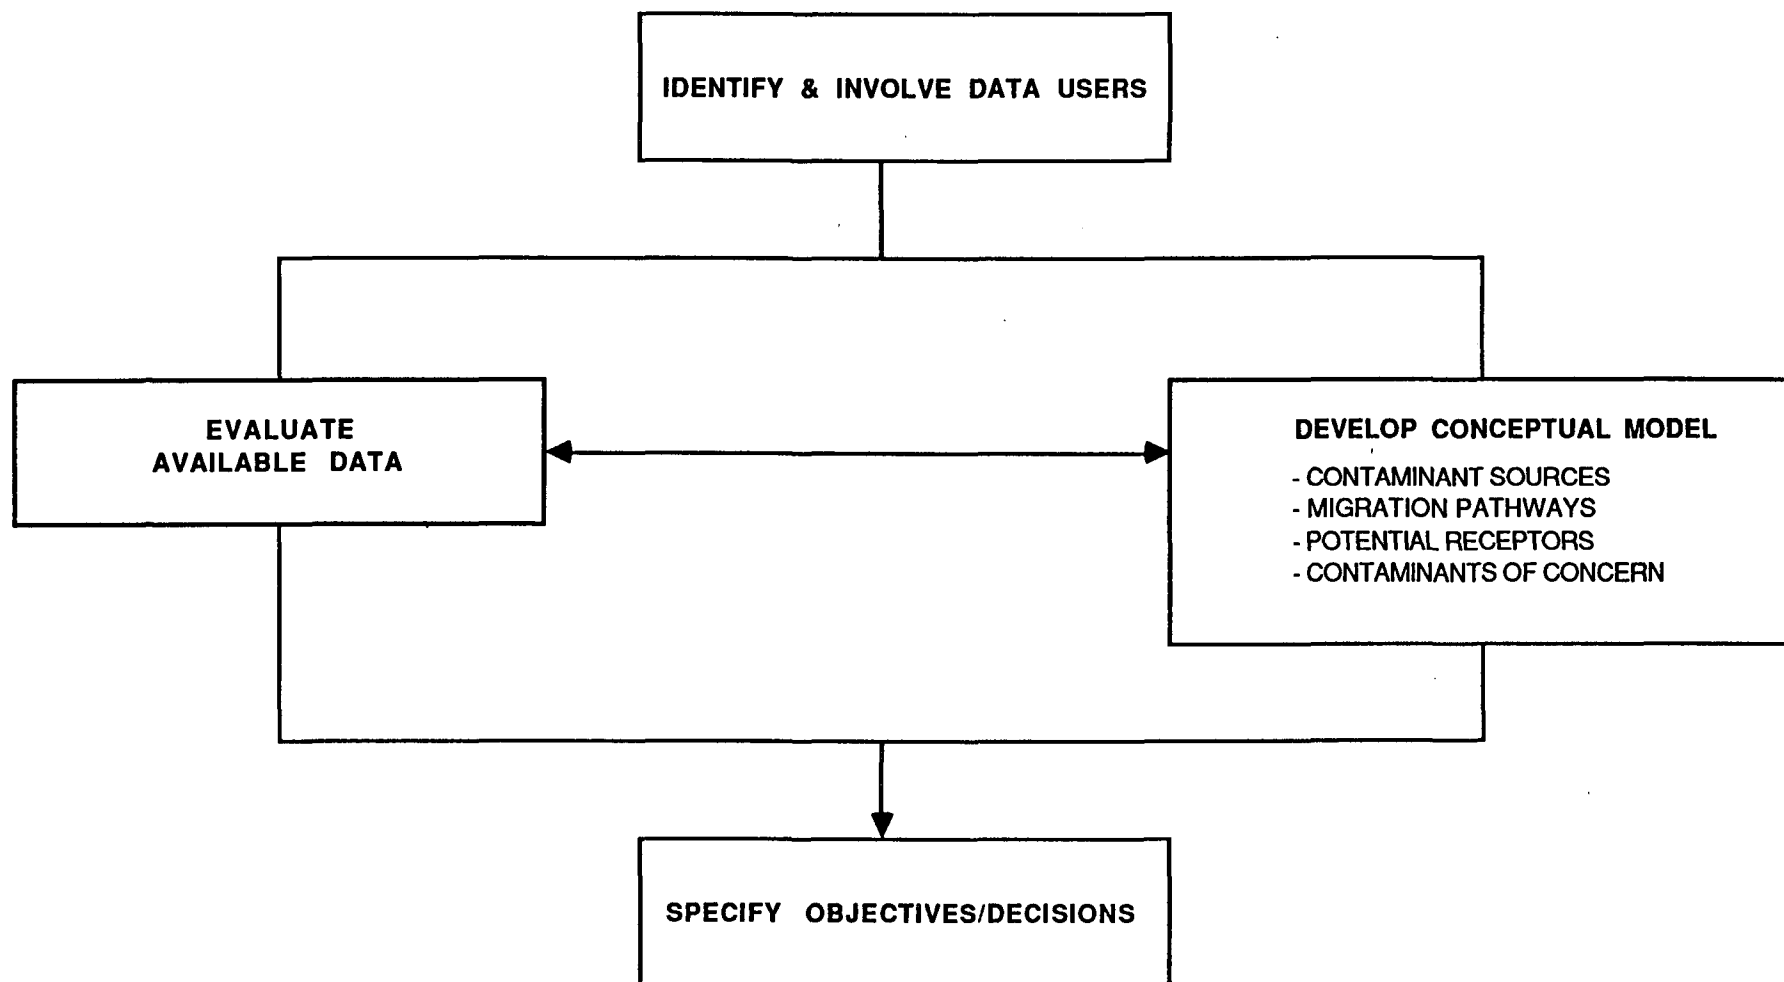 IDENTIFY & INVOLVE DATA USERS
EVALUATE
AVAILABLE DATA
DEVELOP CONCEPTUAL MODEL
- CONTAMINANT SOURCES
- MIGRATION PATHWAYS
- POTENTIAL RECEPTORS
- CONTAMINANTS OF CONCERN
SPECIFY OBJECTIVES/DECISIONS